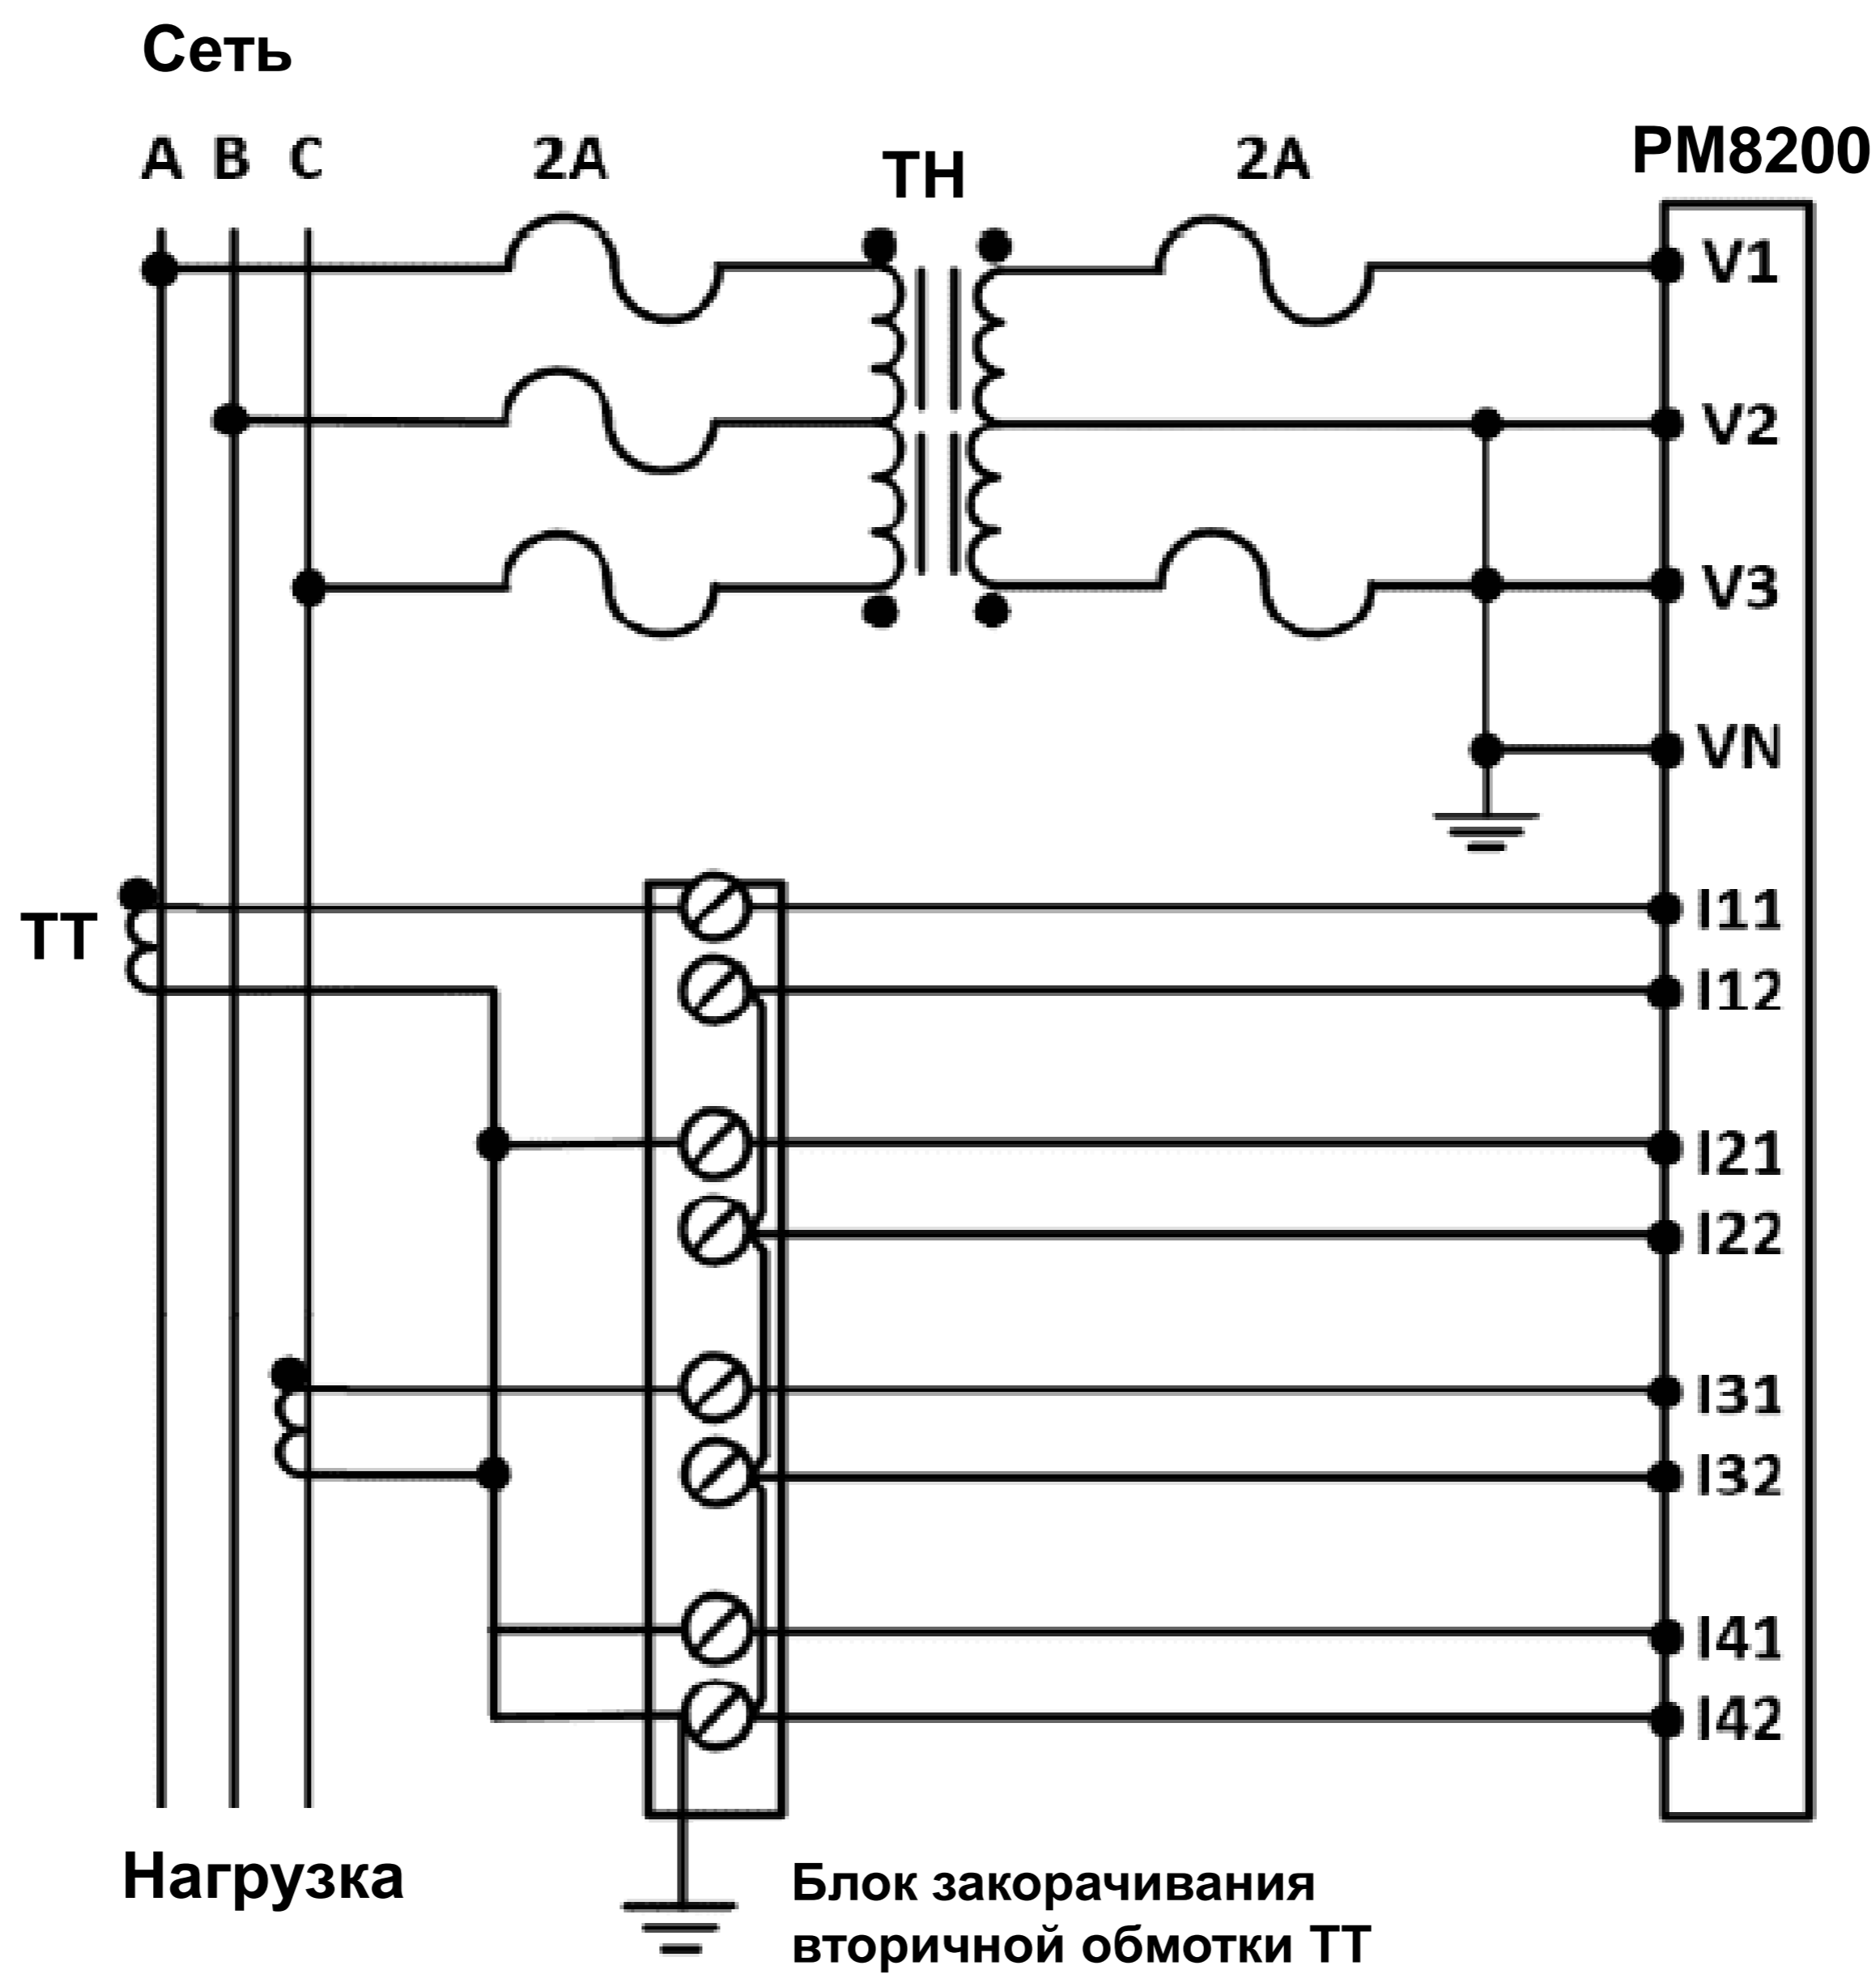 Сеть
A B C 2A ТН 2A PM8200
V1
V2
V3
VN
ТТ
I11
I12
I21
I22
I31
I32
I41
I42
Нагрузка
Блок закорачивания
вторичной обмотки ТТ